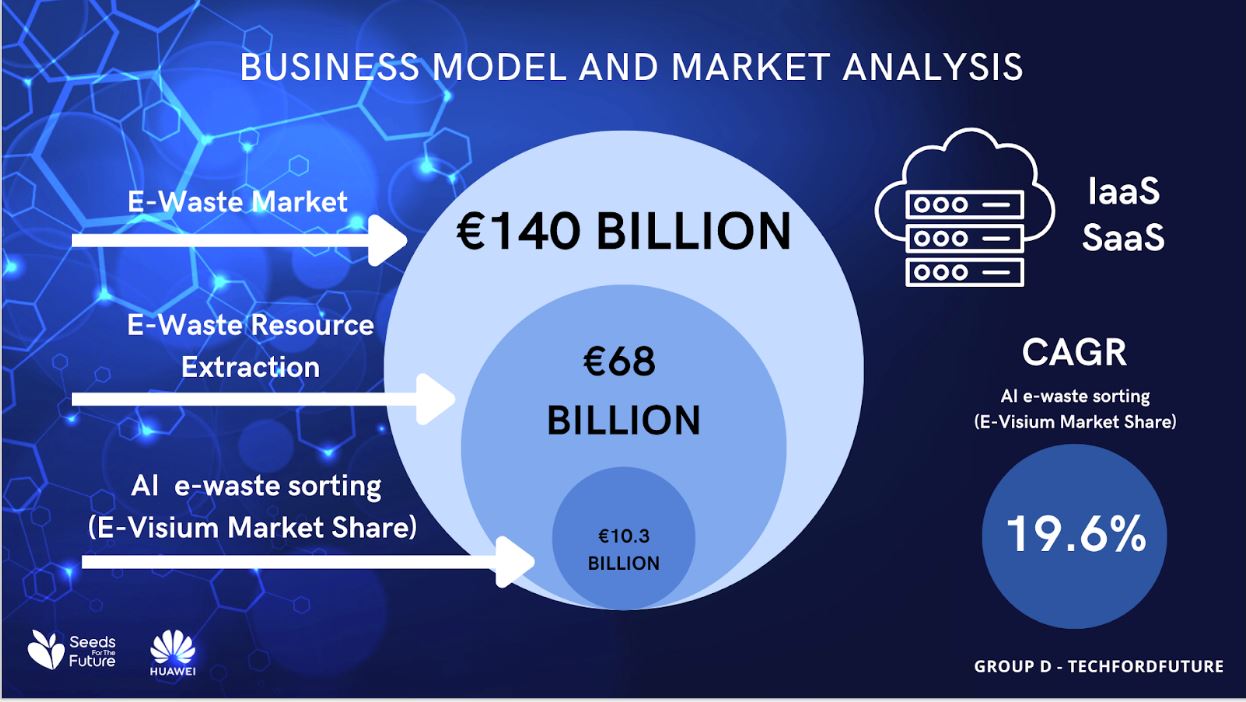 BUSINESS MODEL AND MARKET ANALYSIS
E-Waste Market
€140 BILLION
IaaS
SaaS
E-Waste Resource
Extraction
€68
BILLION
CAGR
AI e-waste sorting
(E-Visium Market Share)
19.6%
AI  e-waste sorting
(E-Visium Market Share)
€10.3
BILLION
Seeds
For The
Future
HUAWEI
GROUP D - TECHFORDFUTURE